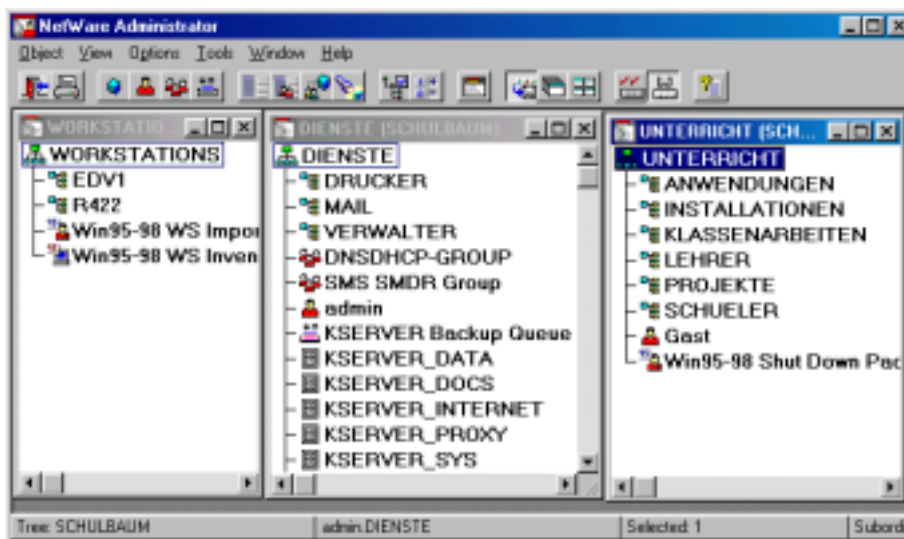 NetWare Administrator
Object View Options Tools Window Help
WORKSTATIO...
WORKSTATIONS
EDV1
R422
Win95-98 WS Impor
Win95-98 WS Inven
DIENSTE (SCHULBAUM)
DIENSTE
DRUCKER
MAIL
VERWALTER
DNSDHCP-GROUP
SMS SMDR Group
admin
KSERVER Backup Queue
KSERVER_DATA
KSERVER_DOCS
KSERVER_INTERNET
KSERVER_PROXY
KSERVER_SYS
UNTERRICHT (SCH...
UNTERRICHT
ANWENDUNGEN
INSTALLATIONEN
KLASSENARBEITEN
LEHRER
PROJEKTE
SCHUELER
Gast
Win95-98 Shut Down Pac
Tree: SCHULBAUM admin.DIENSTE Selected: 1 Subord